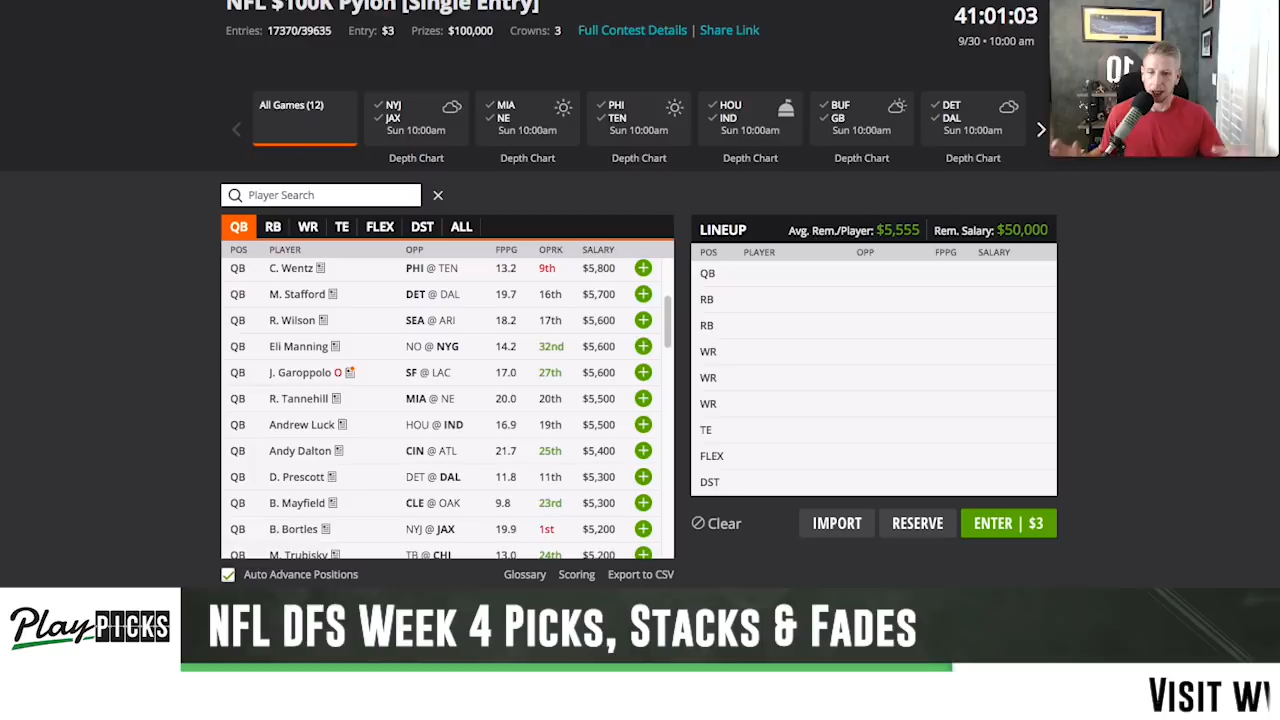 NFL $100K Pylon [Single Entry]
Entries: 17370/39635 Entry: $3 Prizes: $100,000 Crowns: 3 Full Contest Details | Share Link
41:01:03
9/30 • 10:00 am
All Games (12)
NYJ JAX Sun 10:00am
MIA NE Sun 10:00am
PHI TEN Sun 10:00am
HOU IND Sun 10:00am
BUF GB Sun 10:00am
DET DAL Sun 10:00am
Depth Chart Depth Chart Depth Chart Depth Chart Depth Chart Depth Chart
10
Player Search
QB RB WR TE FLEX DST ALL
POS PLAYER OPP FPPG OPRK SALARY
QB C. Wentz PHI @ TEN 13.2 9th $5,800
QB M. Stafford DET @ DAL 19.7 16th $5,700
QB R. Wilson SEA @ ARI 18.2 17th $5,600
QB Eli Manning NO @ NYG 14.2 32nd $5,600
QB J. Garoppolo O SF @ LAC 17.0 27th $5,600
QB R. Tannehill MIA @ NE 20.0 20th $5,500
QB Andrew Luck HOU @ IND 16.9 19th $5,500
QB Andy Dalton CIN @ ATL 21.7 25th $5,400
QB D. Prescott DET @ DAL 11.8 11th $5,300
QB B. Mayfield CLE @ OAK 9.8 23rd $5,300
QB B. Bortles NYJ @ JAX 19.9 1st $5,200
QB M. Trubisky TB @ CHI 13.0 24th $5,200
Auto Advance Positions Glossary Scoring Export to CSV
LINEUP Avg. Rem./Player: $5,555 Rem. Salary: $50,000
POS PLAYER OPP FPPG SALARY
QB
RB
RB
WR
WR
WR
TE
FLEX
DST
Clear IMPORT RESERVE ENTER | $3
PlayPICKS
NFL DFS Week 4 Picks, Stacks & Fades
Visit w